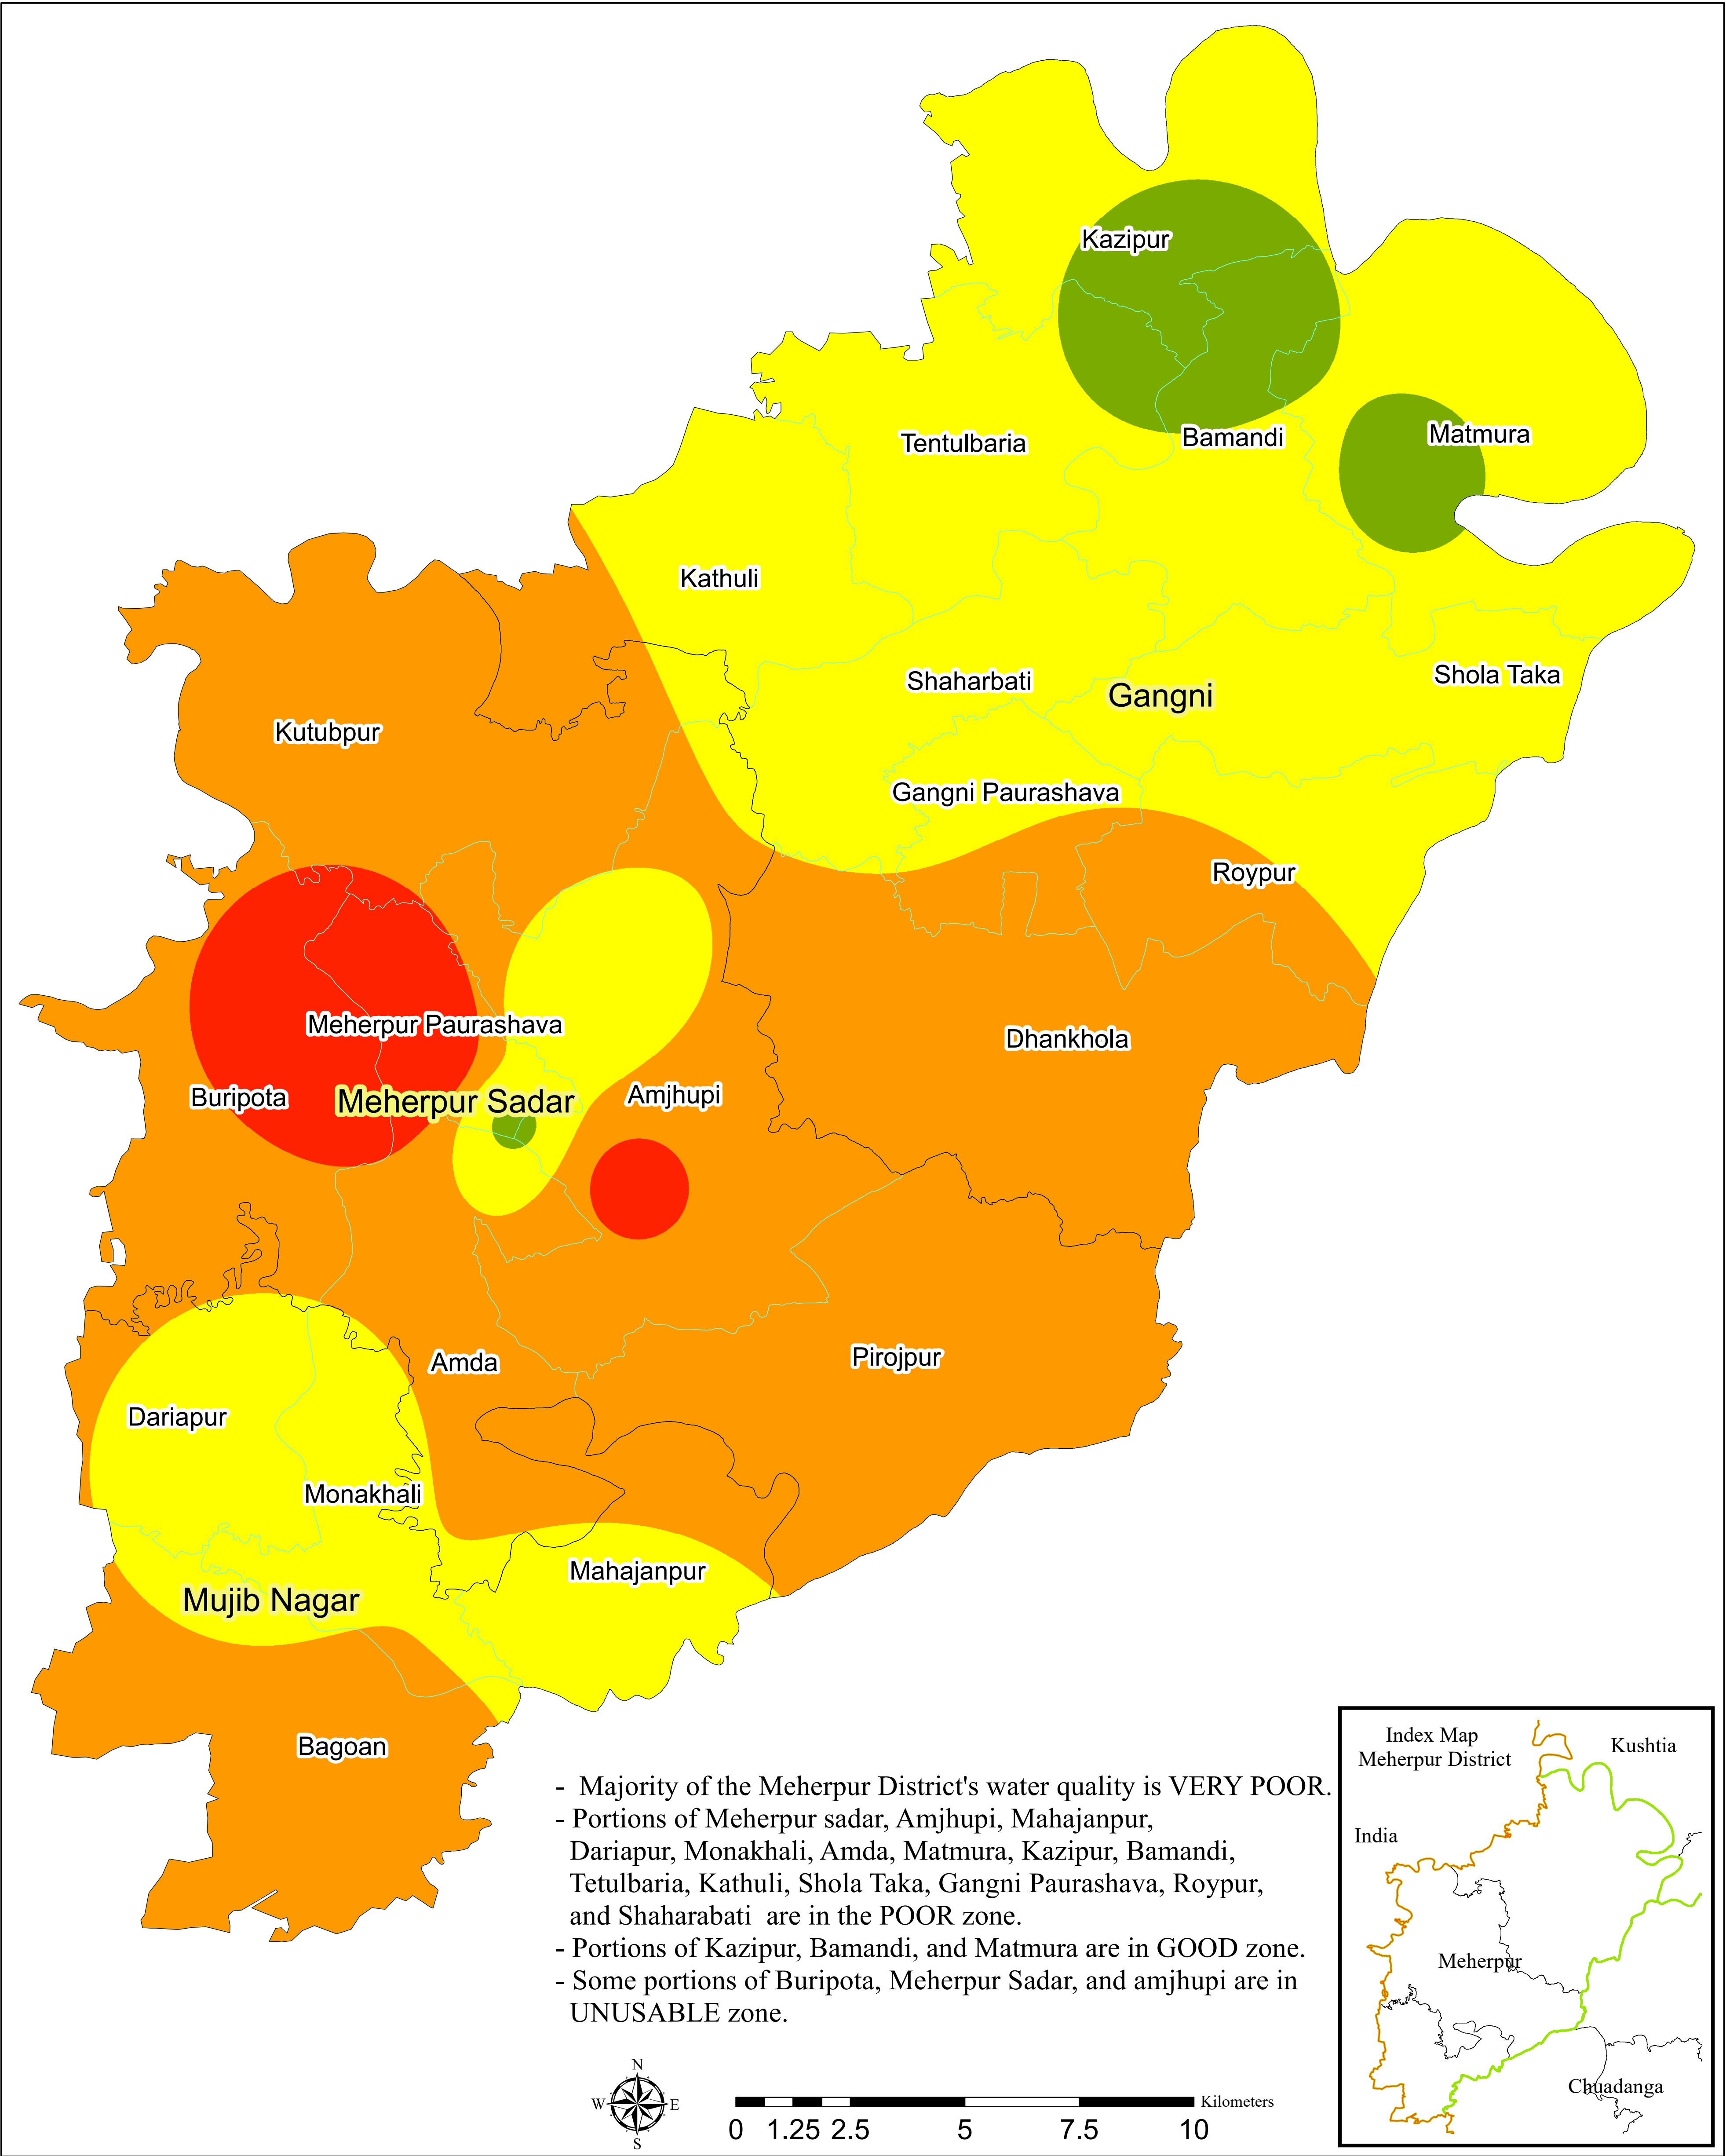 Kazipur
Tentulbaria
Bamandi
Matmura
Kathuli
Shaharbati
Gangni
Shola Taka
Kutubpur
Gangni Paurashava
Roypur
Meherpur Paurashava
Dhankhola
Buripota
Meherpur Sadar
Amjhupi
Amda
Pirojpur
Dariapur
Monakhali
Mahajanpur
Mujib Nagar
Bagoan
- Majority of the Meherpur District's water quality is VERY POOR.
- Portions of Meherpur sadar, Amjhupi, Mahajanpur,
Dariapur, Monakhali, Amda, Matmura, Kazipur, Bamandi,
Tetulbaria, Kathuli, Shola Taka, Gangni Paurashava, Roypur,
and Shaharabati are in the POOR zone.
- Portions of Kazipur, Bamandi, and Matmura are in GOOD zone.
- Some portions of Buripota, Meherpur Sadar, and amjhupi are in
UNUSABLE zone.
N
W E
S
Kilometers
0 1.25 2.5 5 7.5 10
Index Map
Meherpur District
Kushtia
India
Meherpur
Chuadanga